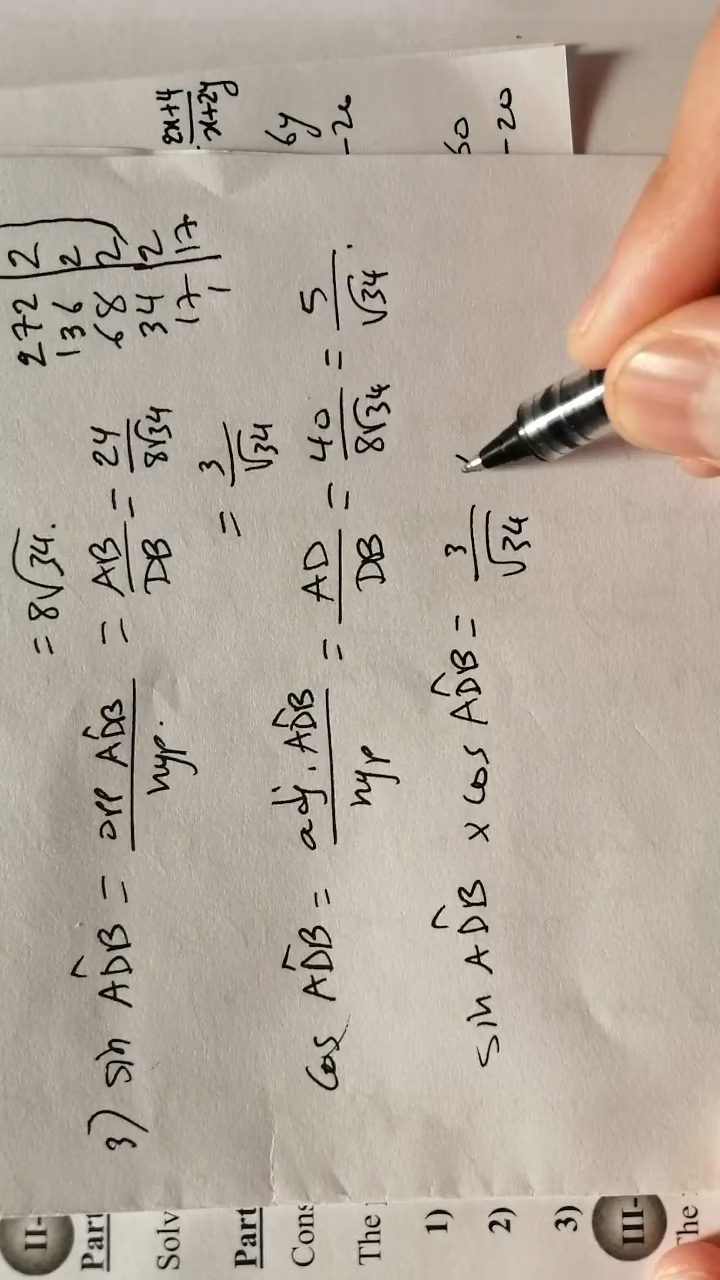 272 | 2
136 | 2
68 | 2
34 | 2
17 | 17
1
= 8√34.
3) sin AD̂B = opp AD̂B / hyp. = AB / DB = 24 / 8√34
= 3 / √34
cos AD̂B = adj. AD̂B / hyp = AD / DB = 40 / 8√34 = 5 / √34.
sin AD̂B x cos AD̂B = 3 / √34
2x+4 / x+2y
6y
-20
60
-20
II-
Part
Solv
Part
Cons
The
1)
2)
3)
III-
The